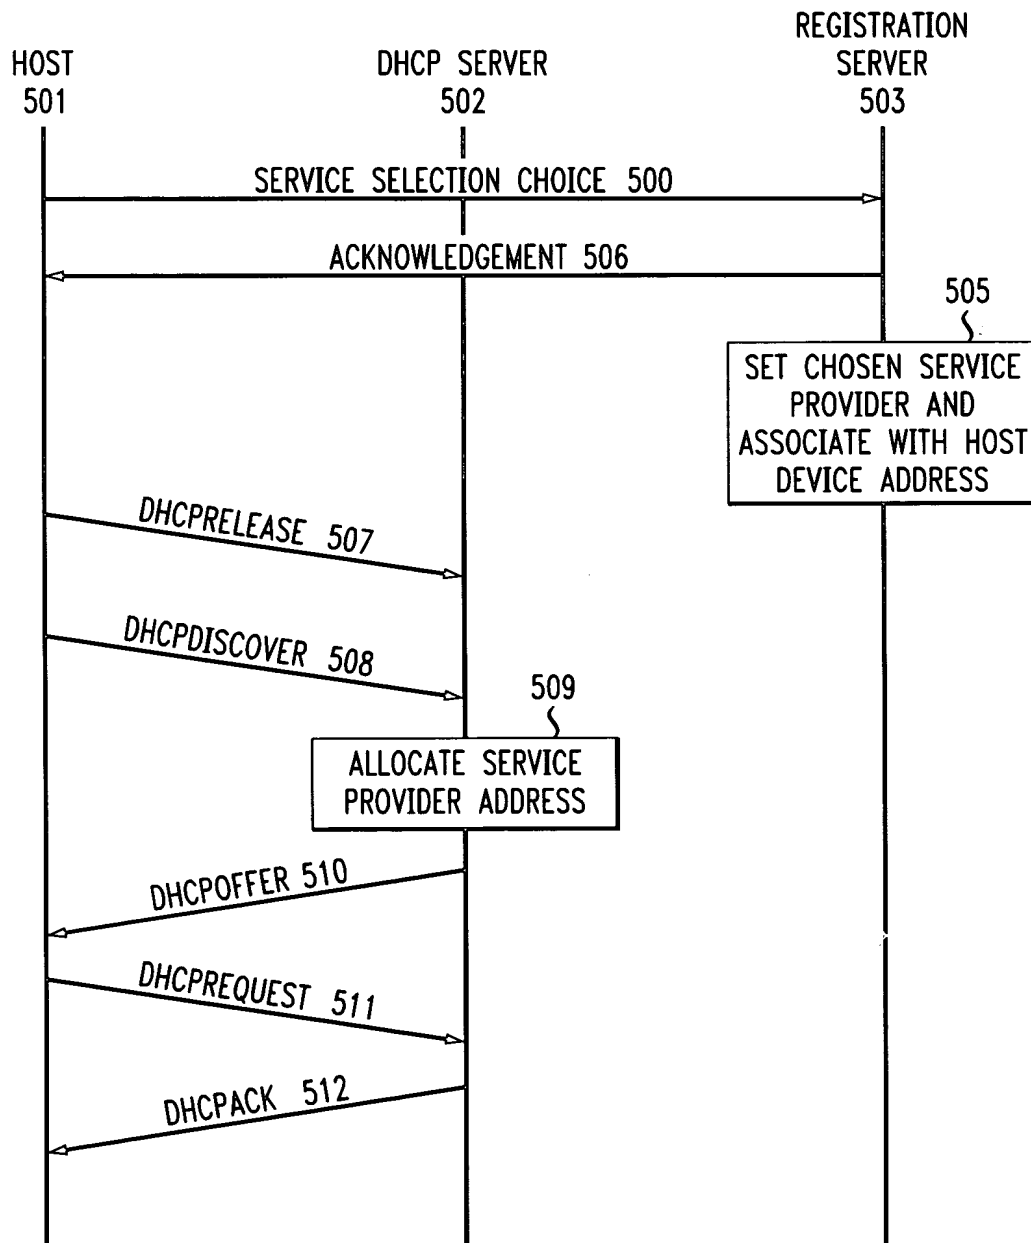 HOST
501
DHCP SERVER
502
REGISTRATION
SERVER
503
SERVICE SELECTION CHOICE 500
ACKNOWLEDGEMENT 506
505
SET CHOSEN SERVICE
PROVIDER AND
ASSOCIATE WITH HOST
DEVICE ADDRESS
DHCPRELEASE 507
DHCPDISCOVER 508
509
ALLOCATE SERVICE
PROVIDER ADDRESS
DHCPOFFER 510
DHCPREQUEST 511
DHCPACK 512